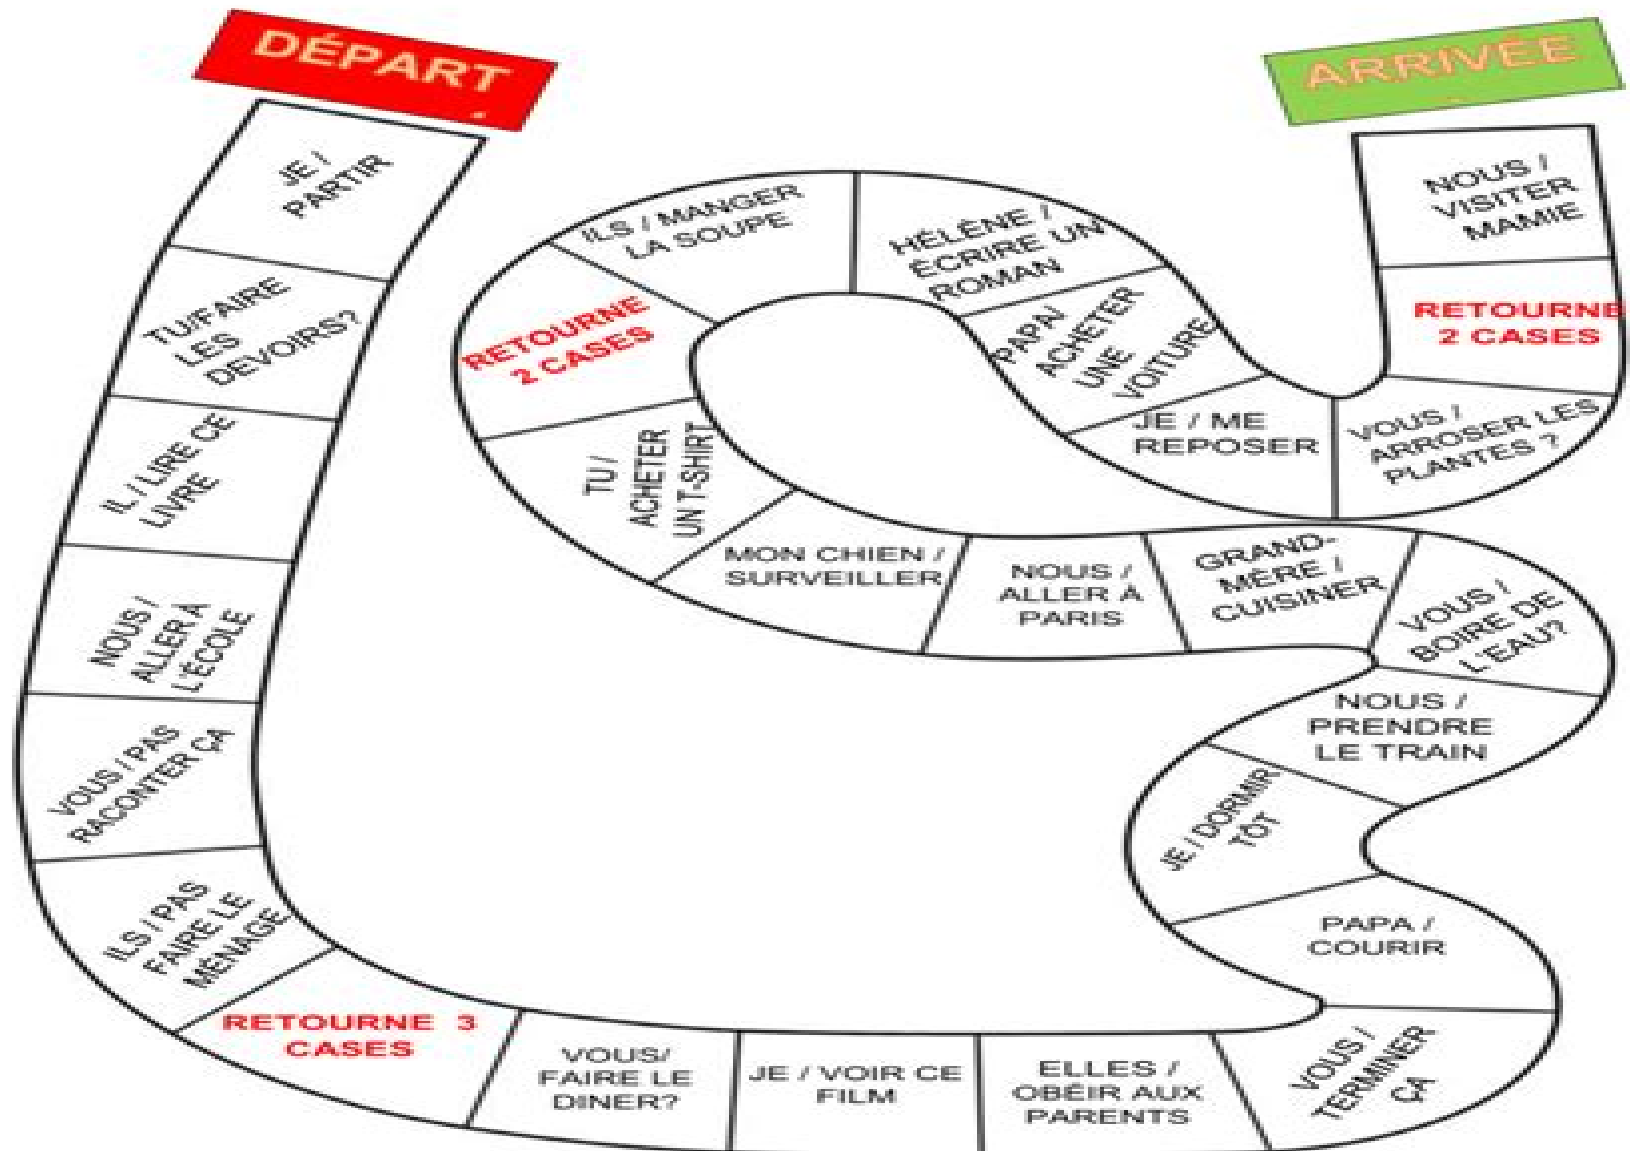 DÉPART
.
JE /
PARTIR
TU/FAIRE
LES
DEVOIRS?
IL / LIRE CE
LIVRE
NOUS /
ALLER À
L'ÉCOLE
VOUS / PAS
RACONTER ÇA
ILS / PAS
FAIRE LE
MÉNAGE
RETOURNE 3
CASES
VOUS/
FAIRE LE
DINER?
JE / VOIR CE
FILM
ELLES /
OBÉIR AUX
PARENTS
VOUS /
TERMINER
ÇA
PAPA /
COURIR
JE / DORMIR
TÔT
NOUS /
PRENDRE
LE TRAIN
VOUS /
BOIRE DE
L'EAU?
GRAND-
MÈRE /
CUISINER
NOUS /
ALLER À
PARIS
MON CHIEN /
SURVEILLER
TU /
ACHETER
UN T-SHIRT
RETOURNE
2 CASES
ILS / MANGER
LA SOUPE
HÉLÈNE /
ÉCRIRE UN
ROMAN
PAPA/
ACHETER
UNE
VOITURE
JE / ME
REPOSER
VOUS /
ARROSER LES
PLANTES ?
RETOURNE
2 CASES
NOUS /
VISITER
MAMIE
ARRIVÉE
.